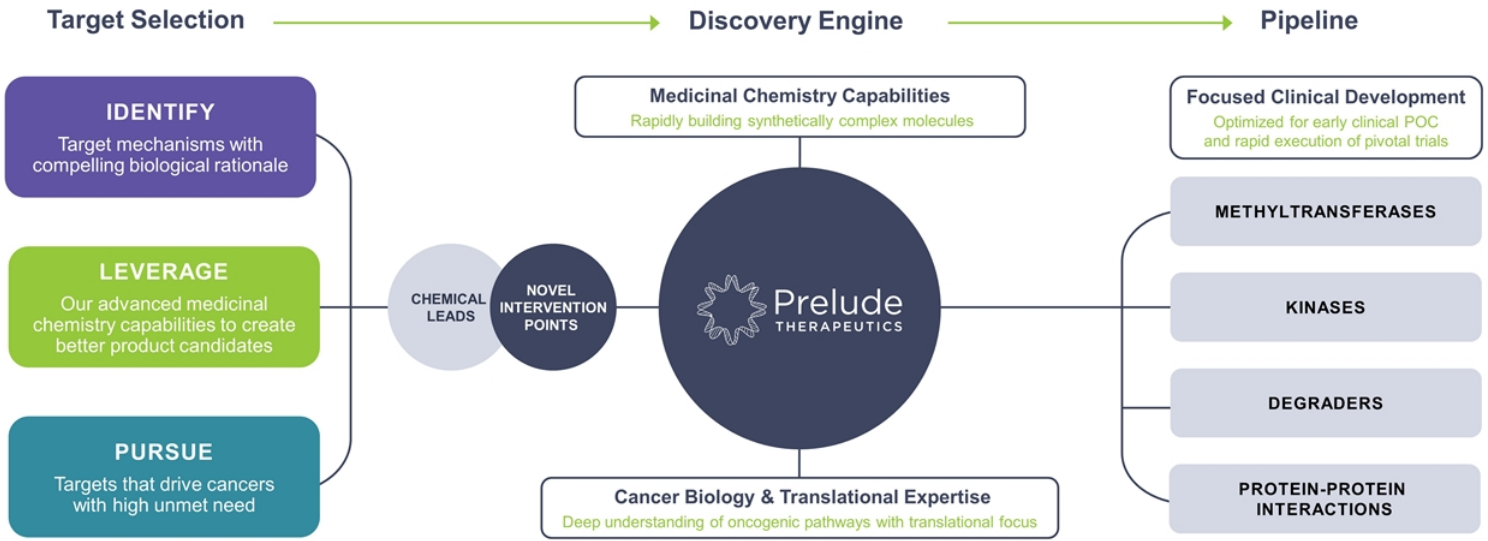 Target Selection
Discovery Engine
Pipeline
IDENTIFY
Target mechanisms with
compelling biological rationale
LEVERAGE
Our advanced medicinal
chemistry capabilities to create
better product candidates
PURSUE
Targets that drive cancers
with high unmet need
CHEMICAL
LEADS
NOVEL
INTERVENTION
POINTS
Medicinal Chemistry Capabilities
Rapidly building synthetically complex molecules
Prelude
THERAPEUTICS
Cancer Biology & Translational Expertise
Deep understanding of oncogenic pathways with translational focus
Focused Clinical Development
Optimized for early clinical POC
and rapid execution of pivotal trials
METHYLTRANSFERASES
KINASES
DEGRADERS
PROTEIN-PROTEIN
INTERACTIONS